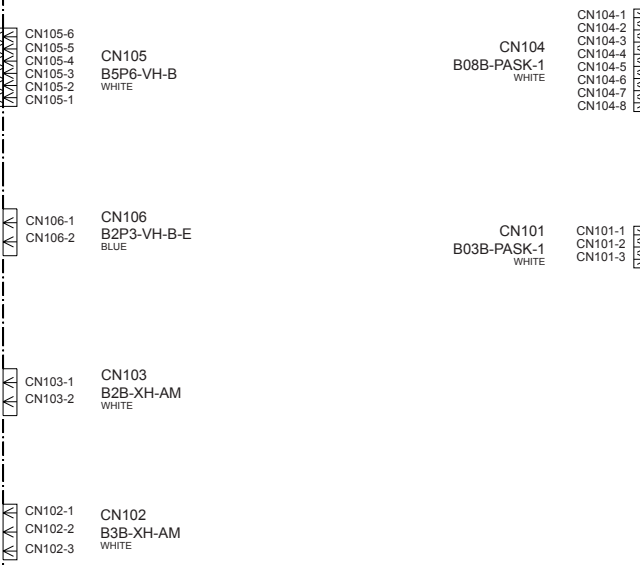 CN105-6
CN105-5
CN105-4
CN105-3
CN105-2
CN105-1
CN105
B5P6-VH-B
WHITE
CN104
B08B-PASK-1
WHITE
CN104-1
CN104-2
CN104-3
CN104-4
CN104-5
CN104-6
CN104-7
CN104-8
CN106-1
CN106-2
CN106
B2P3-VH-B-E
BLUE
CN101
B03B-PASK-1
WHITE
CN101-1
CN101-2
CN101-3
CN103-1
CN103-2
CN103
B2B-XH-AM
WHITE
CN102-1
CN102-2
CN102-3
CN102
B3B-XH-AM
WHITE